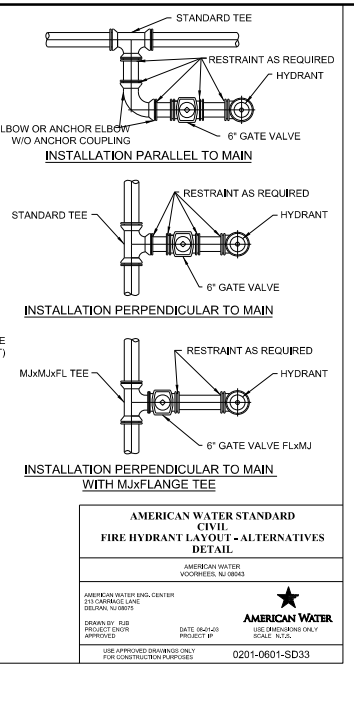 STANDARD TEE
RESTRAINT AS REQUIRED
HYDRANT
LBOW OR ANCHOR ELBOW
W/O ANCHOR COUPLING
6" GATE VALVE
INSTALLATION PARALLEL TO MAIN
RESTRAINT AS REQUIRED
STANDARD TEE
HYDRANT
6" GATE VALVE
INSTALLATION PERPENDICULAR TO MAIN
E
T)
RESTRAINT AS REQUIRED
MJxMJxFL TEE
HYDRANT
6" GATE VALVE FLxMJ
INSTALLATION PERPENDICULAR TO MAIN
WITH MJxFLANGE TEE
AMERICAN WATER STANDARD
CIVIL
FIRE HYDRANT LAYOUT - ALTERNATIVES
DETAIL
AMERICAN WATER
VOORHEES, NJ 08043
AMERICAN WATER ENG. CENTER
213 CARRIAGE LANE
DELRAN, NJ 08075
AMERICAN WATER
DRAWN BY RJB
PROJECT ENG'R DATE 08-01-03 USE DIMENSIONS ONLY
APPROVED PROJECT IP SCALE N.T.S.
USE APPROVED DRAWINGS ONLY
FOR CONSTRUCTION PURPOSES
0201-0601-SD33